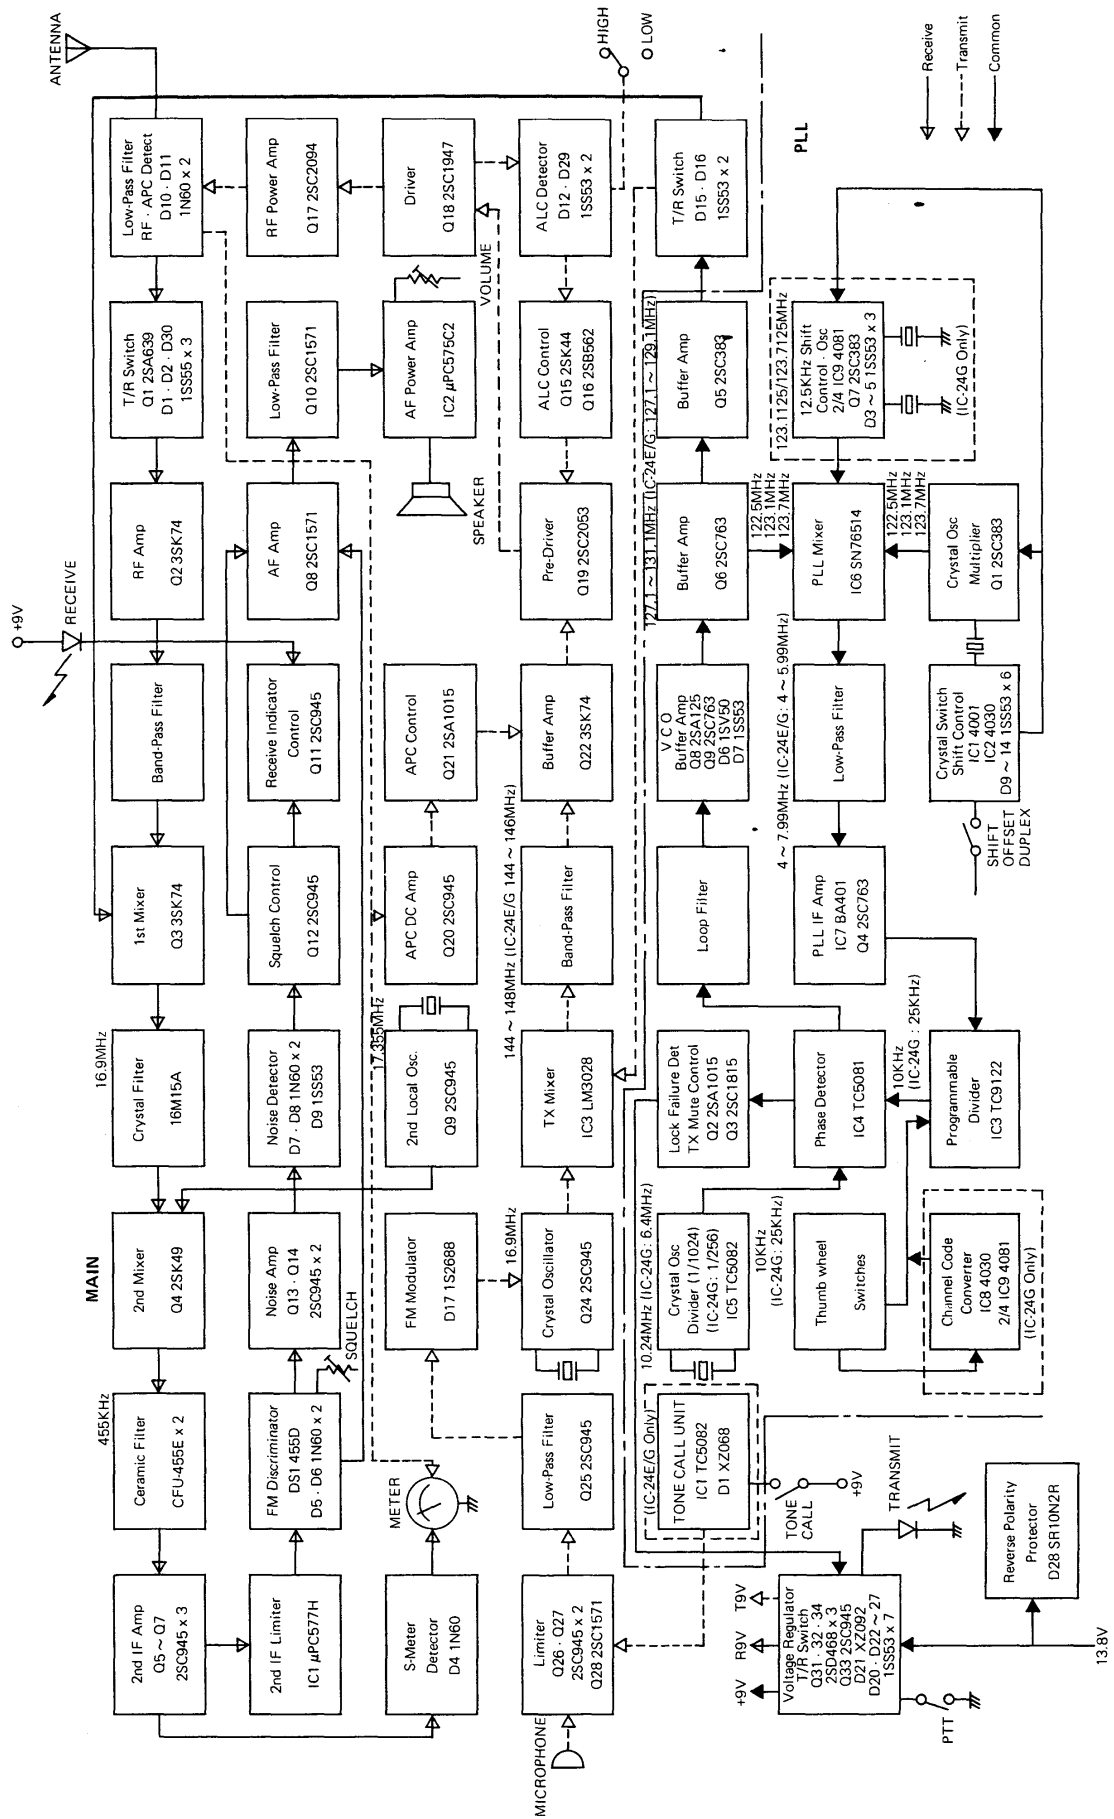 ANTENNA
MAIN
+9V
RECEIVE
Low-Pass Filter
RF · APC Detect
D10 · D11
1N60 x 2
T/R Switch
Q1 2SA639
D1 · D2 · D30
1SS55 x 3
RF Amp
Q2 3SK74
Band-Pass Filter
1st Mixer
Q3 3SK74
16.9MHz
Crystal Filter
16M15A
2nd Mixer
Q4 2SK49
455KHz
Ceramic Filter
CFU-455E x 2
2nd IF Amp
Q5 ~ Q7
2SC945 x 3
2nd IF Limiter
IC1 μPC577H
FM Discriminator
DS1 455D
D5 · D6 1N60 x 2
SQUELCH
Noise Amp
Q13 · Q14
2SC945 x 2
Noise Detector
D7 · D8 1N60 x 2
D9 1SS53
Squelch Control
Q12 2SC945
Receive Indicator
Control
Q11 2SC945
AF Amp
Q8 2SC1571
Low-Pass Filter
Q10 2SC1571
RF Power Amp
Q17 2SC2094
S-Meter
Detector
D4 1N60
METER
FM Modulator
D17 1S2688
17.355MHz
2nd Local Osc.
Q9 2SC945
APC DC Amp
Q20 2SC945
APC Control
Q21 2SA1015
SPEAKER
AF Power Amp
IC2 μPC575C2
VOLUME
Driver
Q18 2SC1947
MICROPHONE
Limiter
Q26 · Q27
2SC945 x 2
Q28 2SC1571
Low-Pass Filter
Q25 2SC945
16.9MHz
Crystal Oscillator
Q24 2SC945
TX Mixer
IC3 LM3028
144 ~ 148MHz (IC-24E/G 144 ~ 146MHz)
Band-Pass Filter
Buffer Amp
Q22 3SK74
Pre-Driver
Q19 2SC2053
ALC Control
Q15 2SK44
Q16 2SB562
ALC Detector
D12 · D29
1SS53 x 2
HIGH
LOW
(IC-24E/G Only)
TONE CALL UNIT
IC1 TC5082
D1 XZ068
TONE
CALL
+9V
10.24MHz (IC-24G: 6.4MHz)
Crystal Osc
Divider (1/1024)
(IC-24G: 1/256)
IC5 TC5082
Lock Failure Det
TX Mute Control
Q2 2SA1015
Q3 2SC1815
Loop Filter
V C O
Buffer Amp
Q8 2SA125
Q9 2SC763
D6 1SV50
D7 1SS53
127.1 ~ 131.1MHz (IC-24E/G: 127.1 ~ 129.1MHz)
Buffer Amp
Q6 2SC763
Buffer Amp
Q5 2SC383
T/R Switch
D15 · D16
1SS53 x 2
PLL
+9V
R9V
T9V
Voltage Regulator
T/R Switch
Q31 · 32 · 34
2SD468 x 3
Q33 2SC945
D21 XZ092
D20 · D22 ~ 27
1SS53 x 7
TRANSMIT
PTT
13.8V
Reverse Polarity
Protector
D28 SR10N2R
Thumb wheel
Switches
10KHz
(IC-24G: 25KHz)
Phase Detector
IC4 TC5081
4 ~ 7.99MHz (IC-24E/G: 4 ~ 5.99MHz)
PLL IF Amp
IC7 BA401
Q4 2SC763
Low-Pass Filter
122.5MHz
123.1MHz
123.7MHz
PLL Mixer
IC6 SN76514
123.1125/123.7125MHz
12.5KHz Shift
Control · Osc
2/4 IC9 4081
Q7 2SC383
D3 ~ 5 1SS53 x 3
(IC-24G Only)
Channel Code
Converter
IC8 4030
2/4 IC9 4081
(IC-24G Only)
10KHz
(IC-24G : 25KHz)
Programmable
Divider
IC3 TC9122
SHIFT
OFFSET
DUPLEX
Crystal Switch
Shift Control
IC1 4001
IC2 4030
D9 ~ 14 1SS53 x 6
122.5MHz
123.1MHz
123.7MHz
Crystal Osc
Multiplier
Q1 2SC383
Receive
Transmit
Common